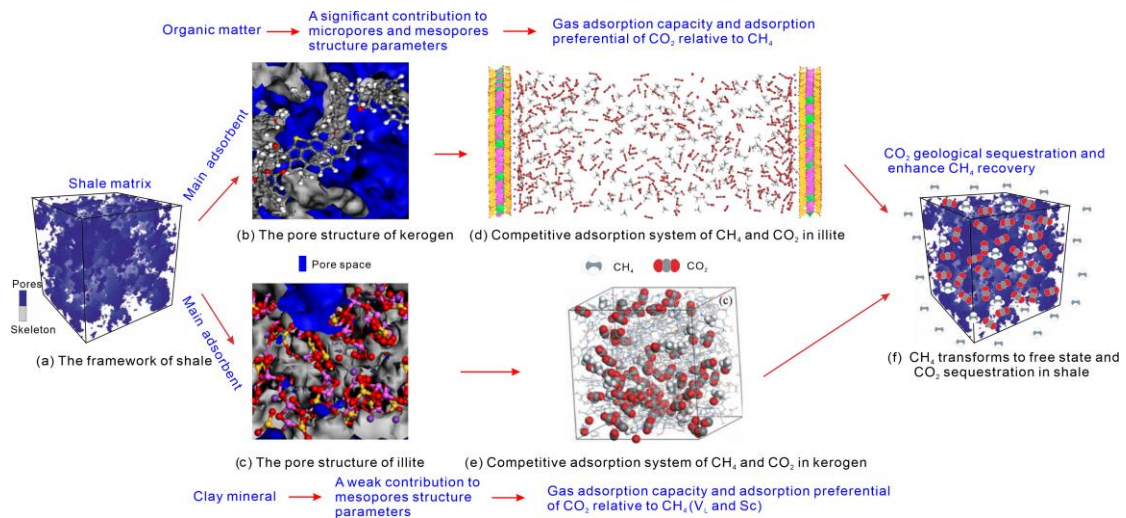 Organic matter
A significant contribution to
micropores and mesopores
structure parameters
Gas adsorption capacity and adsorption
preferential of CO₂ relative to CH₄
Main adsorbent
Shale matrix
Pores
Skeleton
(a) The framework of shale
(b) The pore structure of kerogen
(d) Competitive adsorption system of CH₄ and CO₂ in illite
CO₂ geological sequestration and
enhance CH₄ recovery
Pore space
CH₄
CO₂
Main adsorbent
(c)
(f) CH₄ transforms to free state and
CO₂ sequestration in shale
(c) The pore structure of illite
(e) Competitive adsorption system of CH₄ and CO₂ in kerogen
Clay mineral
A weak contribution to
mesopores structure
parameters
Gas adsorption capacity and adsorption preferential
of CO₂ relative to CH₄ (V_L and Sc)